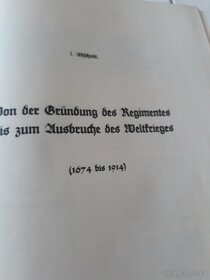 1. Abschnitt.
Von der Gründung des Regimentes
bis zum Ausbruche des Weltkrieges
(1674 bis 1914)